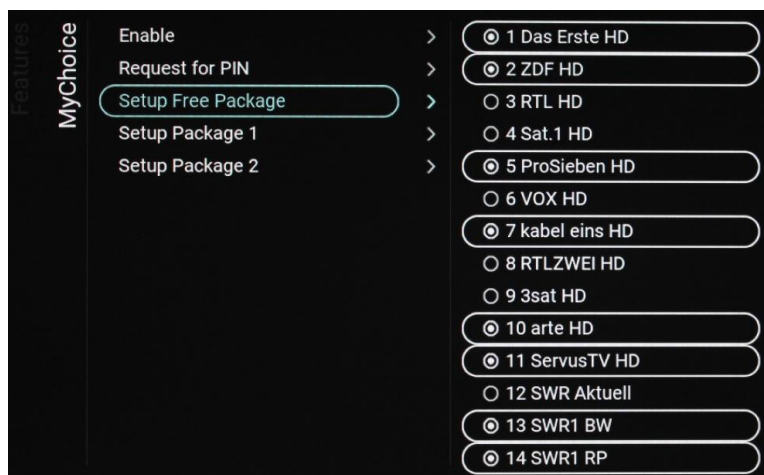 Features
MyChoice
Enable
Request for PIN
Setup Free Package
Setup Package 1
Setup Package 2
1 Das Erste HD
2 ZDF HD
3 RTL HD
4 Sat.1 HD
5 ProSieben HD
6 VOX HD
7 kabel eins HD
8 RTLZWEI HD
9 3sat HD
10 arte HD
11 ServusTV HD
12 SWR Aktuell
13 SWR1 BW
14 SWR1 RP